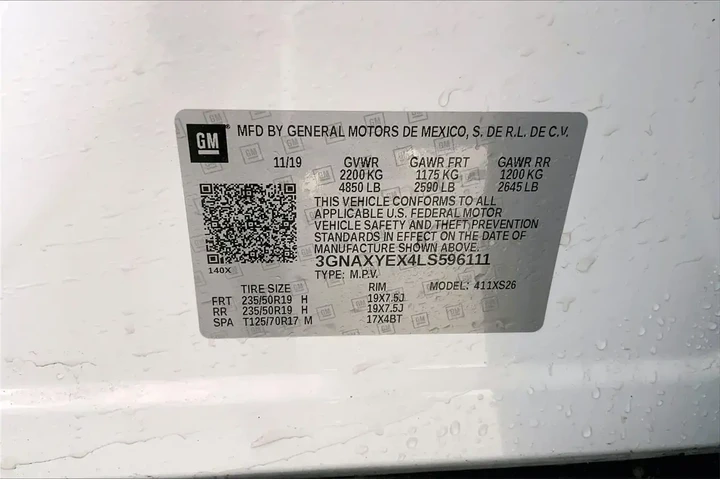 GM MFD BY GENERAL MOTORS DE MEXICO, S. DE R.L. DE C.V.
11/19 GVWR GAWR FRT GAWR RR
2200 KG 1175 KG 1200 KG
4850 LB 2590 LB 2645 LB
THIS VEHICLE CONFORMS TO ALL
APPLICABLE U.S. FEDERAL MOTOR
VEHICLE SAFETY AND THEFT PREVENTION
STANDARDS IN EFFECT ON THE DATE OF
MANUFACTURE SHOWN ABOVE.
3GNAXYEX4LS596111
140X
TYPE: M.P.V. MODEL: 411XS26
TIRE SIZE RIM
FRT 235/50R19 H 19X7.5J
RR 235/50R19 H 19X7.5J
SPA T125/70R17 M 17X4BT